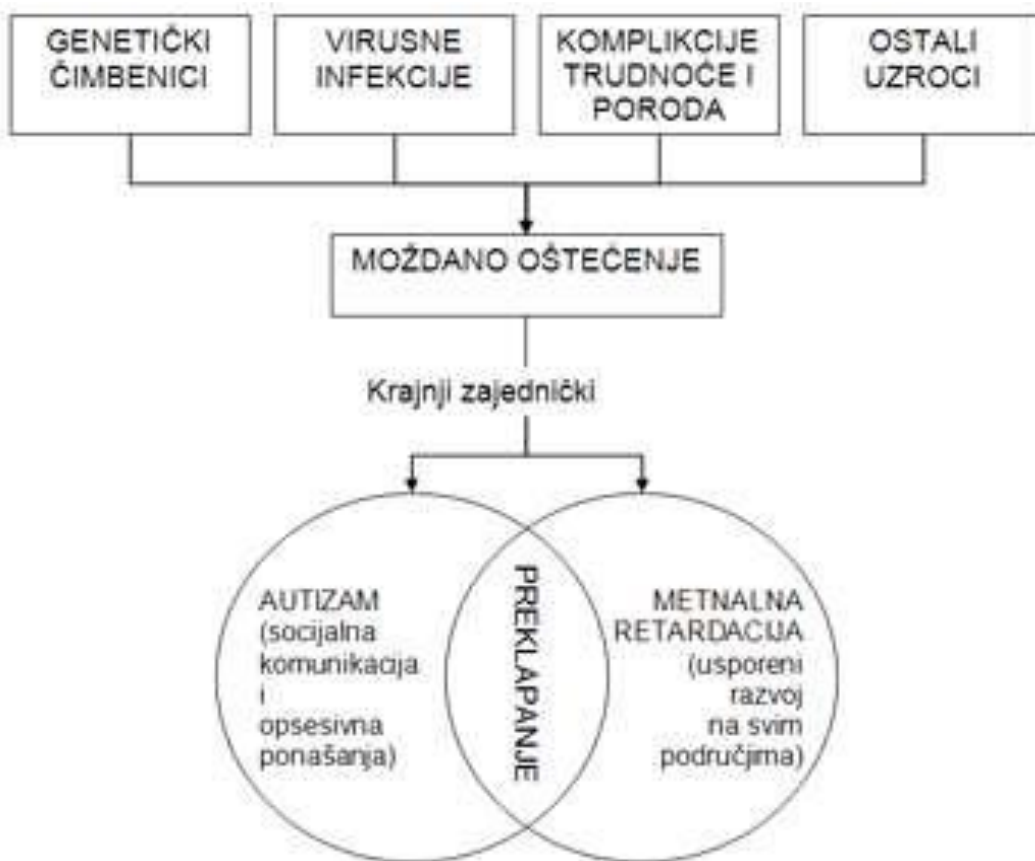 GENETIČKI
ČIMBENICI
VIRUSNE
INFEKCIJE
KOMPLIKCIJE
TRUDNOĆE I
PORODA
OSTALI
UZROCI
MOŽDANO OŠTEĆENJE
Krajnji zajednički
AUTIZAM
(socijalna
komunikacija
i
opsesivna
ponašanja)
PREKLAPANJE
METNALNA
RETARDACIJA
(usporeni
razvoj
na svim
područjima)